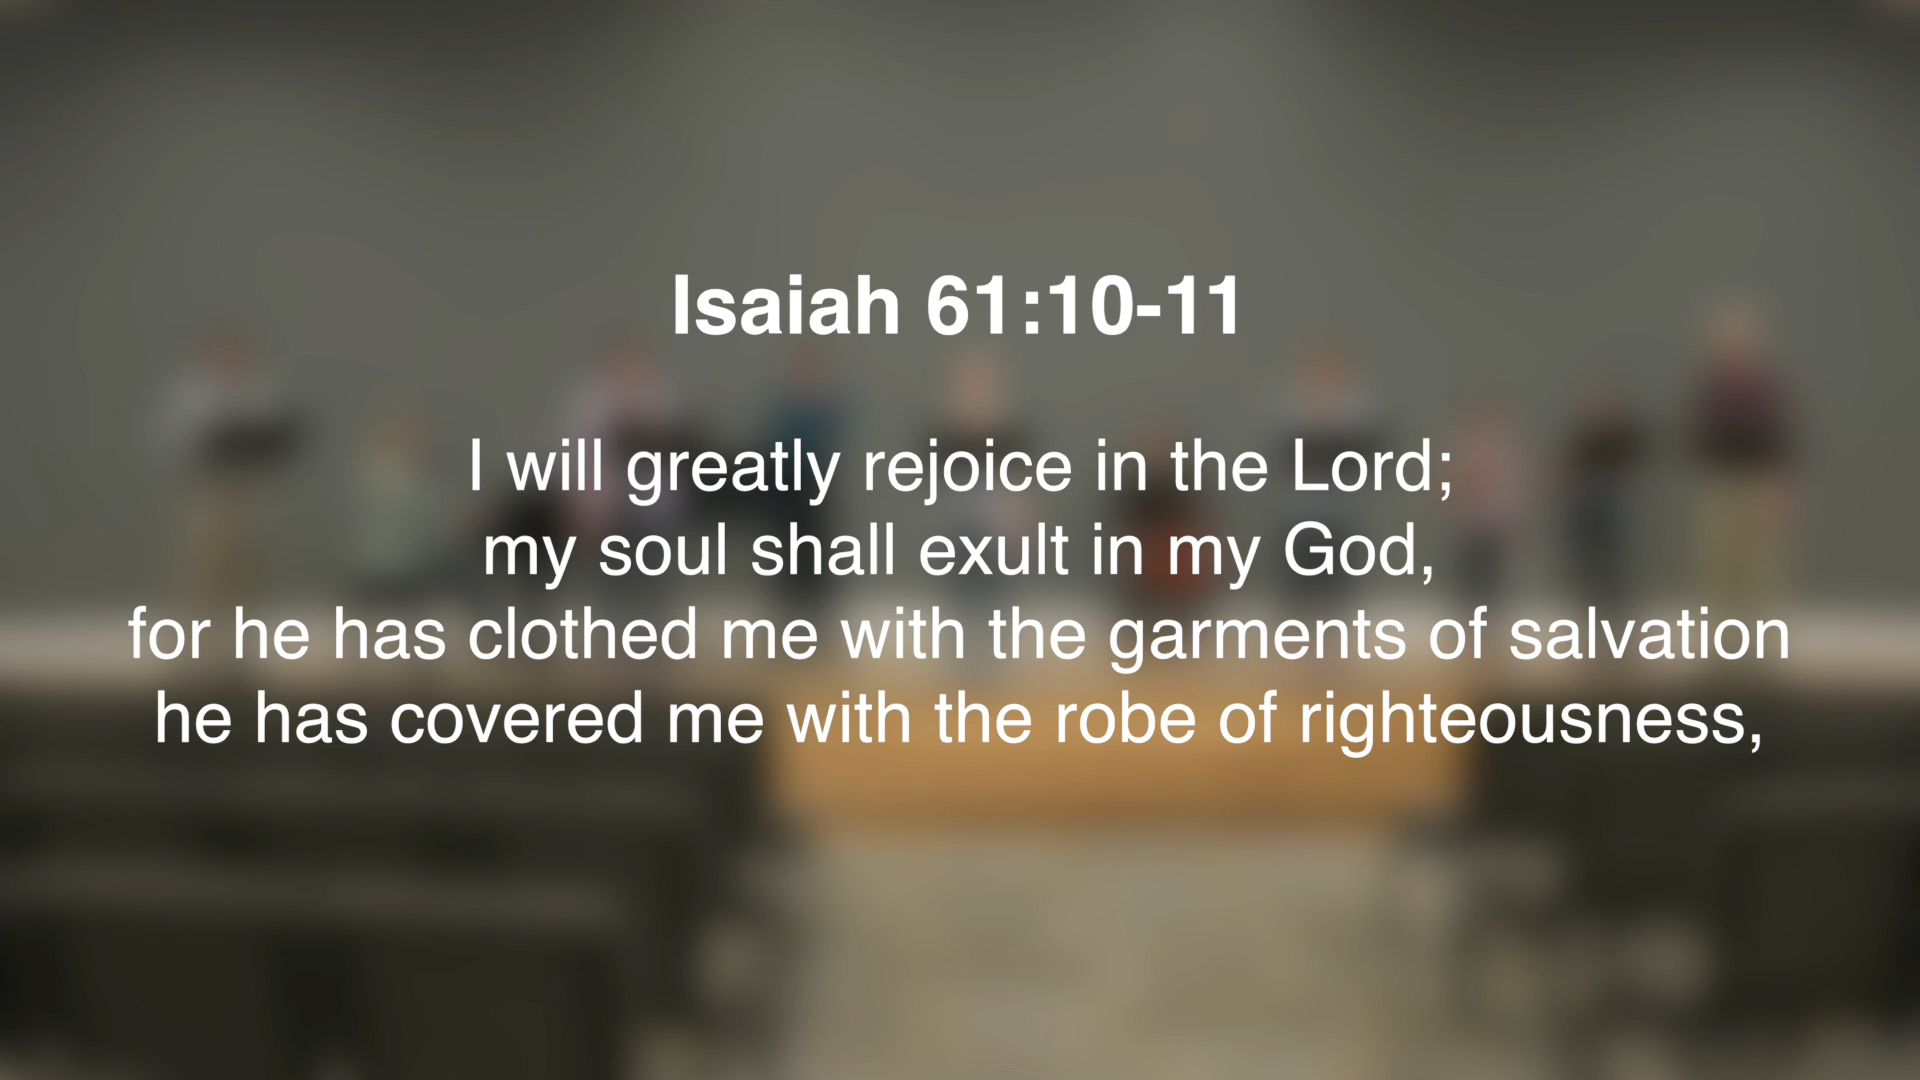 Isaiah 61:10-11
I will greatly rejoice in the Lord;
my soul shall exult in my God,
for he has clothed me with the garments of salvation
he has covered me with the robe of righteousness,